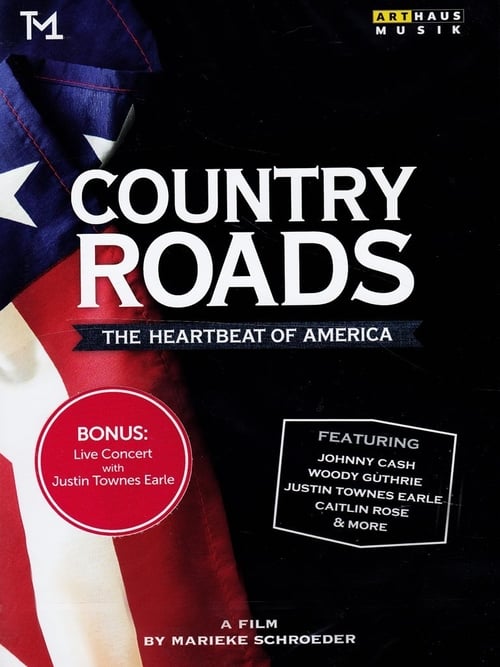 TM1
ARTHAUS
MUSIK
COUNTRY
ROADS
THE HEARTBEAT OF AMERICA
BONUS:
Live Concert
with
Justin Townes Earle
FEATURING
JOHNNY CASH
WOODY GUTHRIE
JUSTIN TOWNES EARLE
CAITLIN ROSE
& MORE
A FILM
BY MARIEKE SCHROEDER